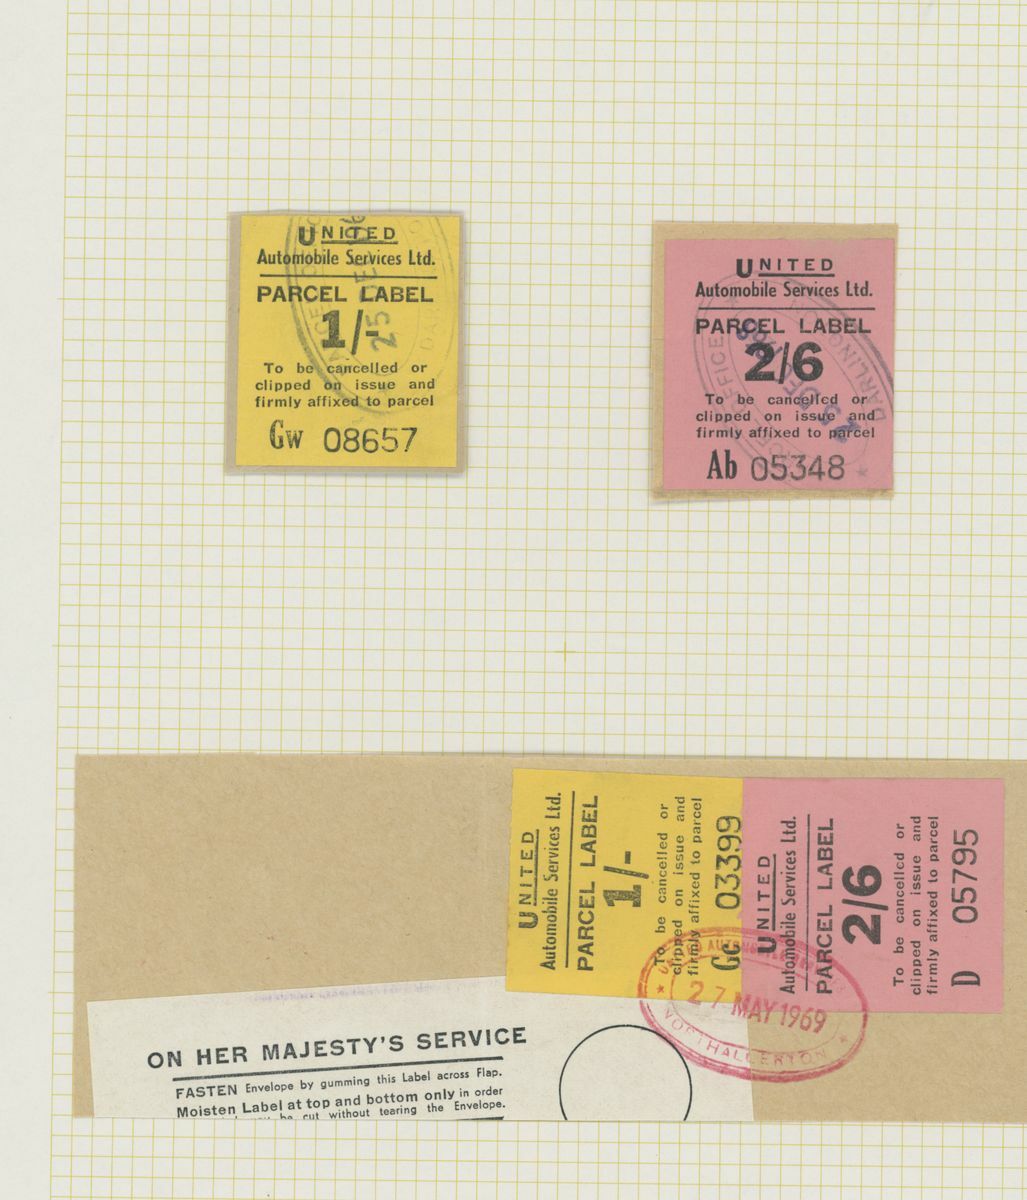 UNITED
Automobile Services Ltd.
PARCEL LABEL
1/-
To be cancelled or
clipped on issue and
firmly affixed to parcel
Gw 08657
25 DE
UNITED
Automobile Services Ltd.
PARCEL LABEL
2/6
To be cancelled or
clipped on issue and
firmly affixed to parcel
Ab 05348
OFFICE
DARLING
UNITED
Automobile Services Ltd.
PARCEL LABEL
1/-
To be cancelled or
clipped on issue and
firmly affixed to parcel
Gc 03399
UNITED
Automobile Services Ltd.
PARCEL LABEL
2/6
To be cancelled or
clipped on issue and
firmly affixed to parcel
D 05795
27 MAY 1969
NORTHALLERTON
ON HER MAJESTY'S SERVICE
FASTEN Envelope by gumming this Label across Flap.
Moisten Label at top and bottom only in order
be cut without tearing the Envelope.